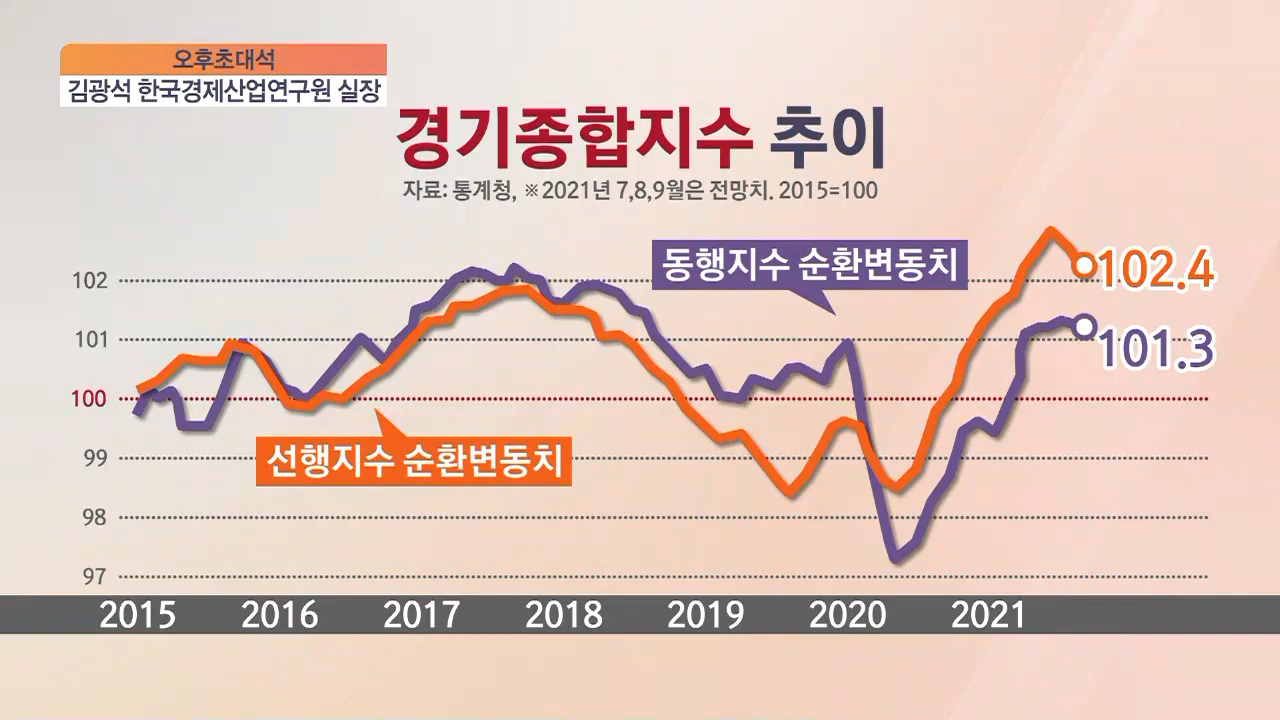 오후초대석
김광석 한국경제산업연구원 실장
경기종합지수 추이
자료: 통계청, ※2021년 7,8,9월은 전망치. 2015=100
동행지수 순환변동치
102.4
102
101
101.3
100
선행지수 순환변동치
99
98
97
2015 2016 2017 2018 2019 2020 2021